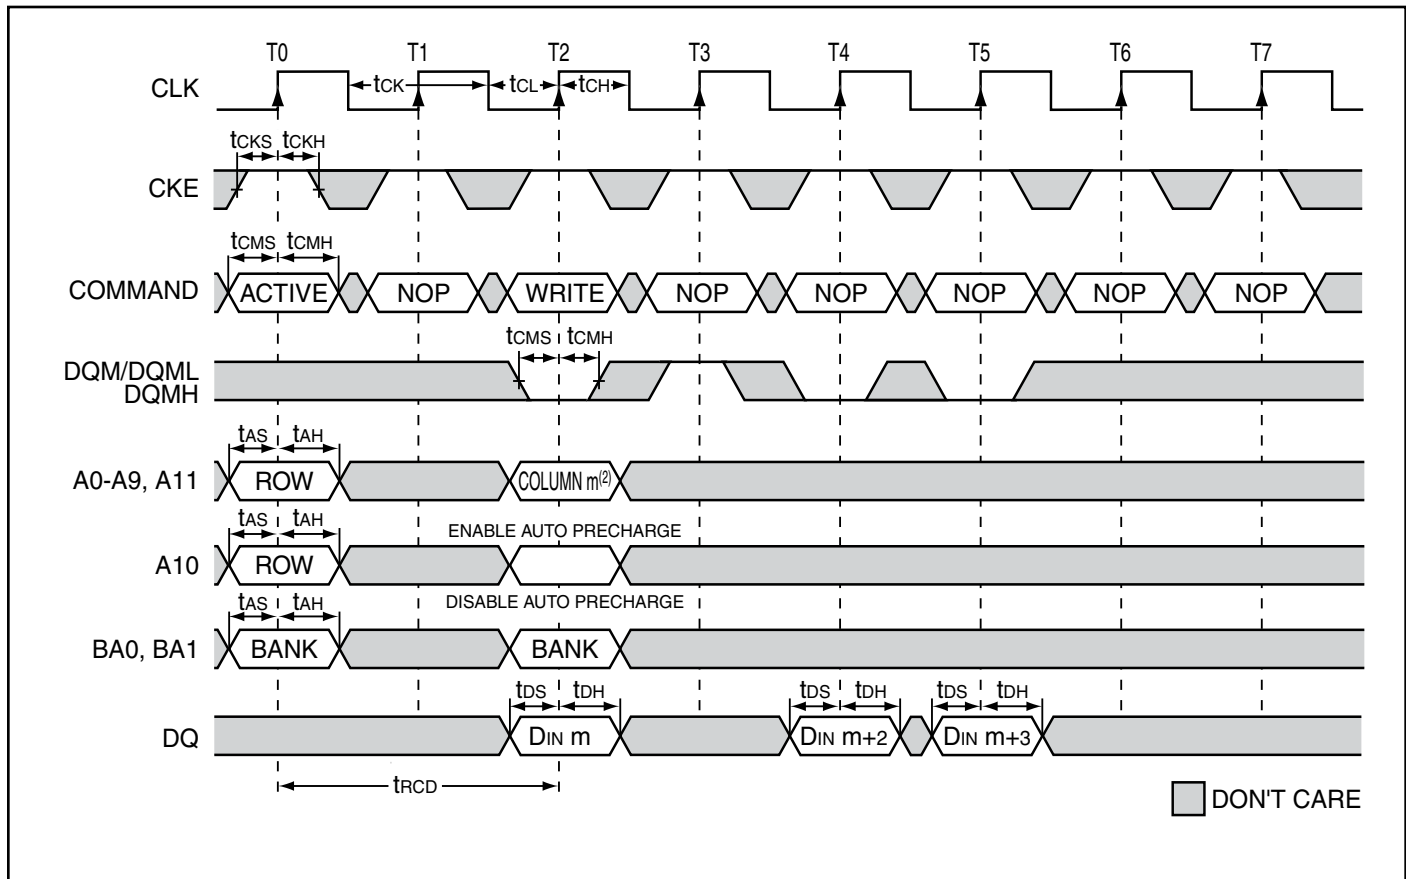 T0 T1 T2 T3 T4 T5 T6 T7
CLK
tCK tCL tCH
tCKS tCKH
CKE
tCMS tCMH
COMMAND ACTIVE NOP WRITE NOP NOP NOP NOP NOP
tCMS tCMH
DQM/DQML
DQMH
tAS tAH
A0-A9, A11 ROW COLUMN m(2)
tAS tAH ENABLE AUTO PRECHARGE
A10 ROW
tAS tAH DISABLE AUTO PRECHARGE
BA0, BA1 BANK BANK
tDS tDH tDS tDH tDS tDH
DQ DIN m DIN m+2 DIN m+3
tRCD
DON'T CARE